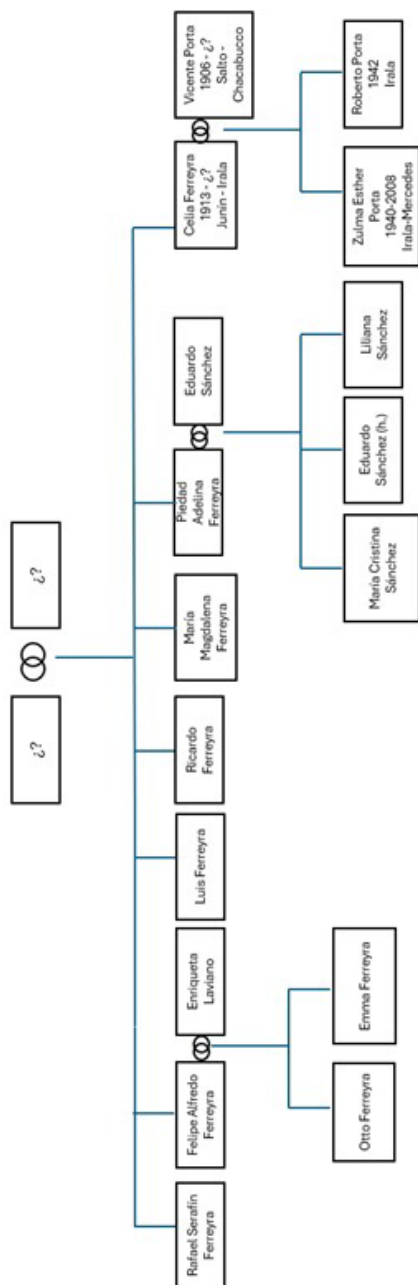 ¿?
¿?
Rafael Serafín
Ferreyra
Felipe Alfredo
Ferreyra
Enriqueta
Laviano
Luis Ferreyra
Ricardo
Ferreyra
María
Magdalena
Ferreyra
Piedad
Adelina
Ferreyra
Eduardo
Sánchez
Celia Ferreyra
1913 - ¿?
Junín - Irala
Vicente Porta
1906 - ¿?
Salto -
Chacabucco
Otto Ferreyra
Emma Ferreyra
María Cristina
Sánchez
Eduardo
Sánchez (h.)
Liliana
Sánchez
Zulma Esther
Porta
1940-2008
Irala-Mercedes
Roberto Porta
1942
Irala